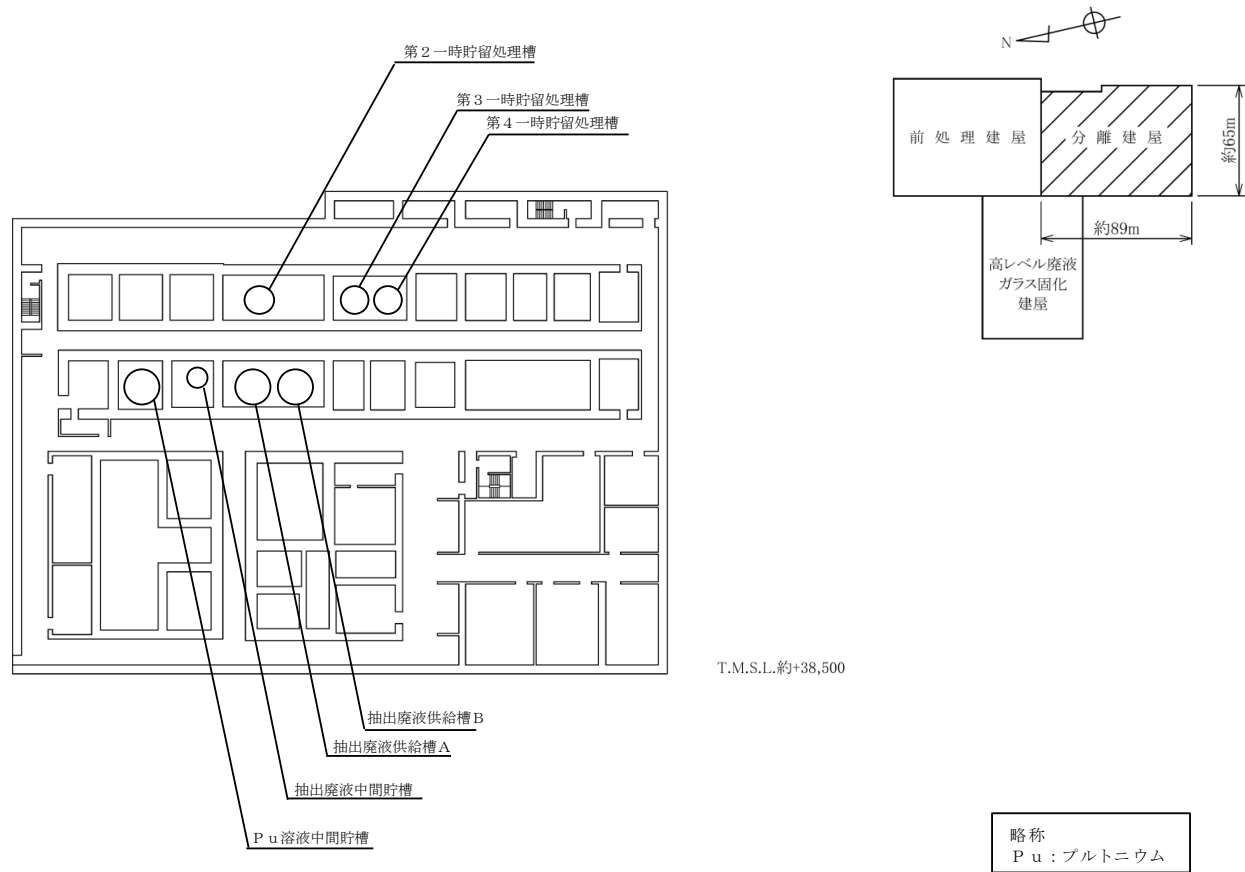 第２一時貯留処理槽
第３一時貯留処理槽
第４一時貯留処理槽
N
前処理建屋
分離建屋
約65m
約89m
高レベル廃液
ガラス固化
建屋
T.M.S.L.約+38,500
抽出廃液供給槽Ｂ
抽出廃液供給槽Ａ
抽出廃液中間貯槽
Ｐｕ溶液中間貯槽
略称
Ｐｕ：プルトニウム